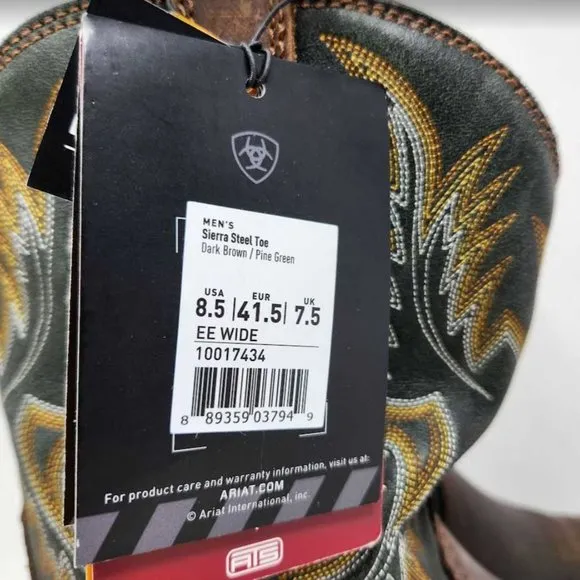 MEN'S
Sierra Steel Toe
Dark Brown / Pine Green
USA EUR UK
8.5 | 41.5 | 7.5
EE WIDE
10017434
8 89359 03794 9
For product care and warranty information, visit us at:
ARIAT.COM
© Ariat International, inc.
ATS